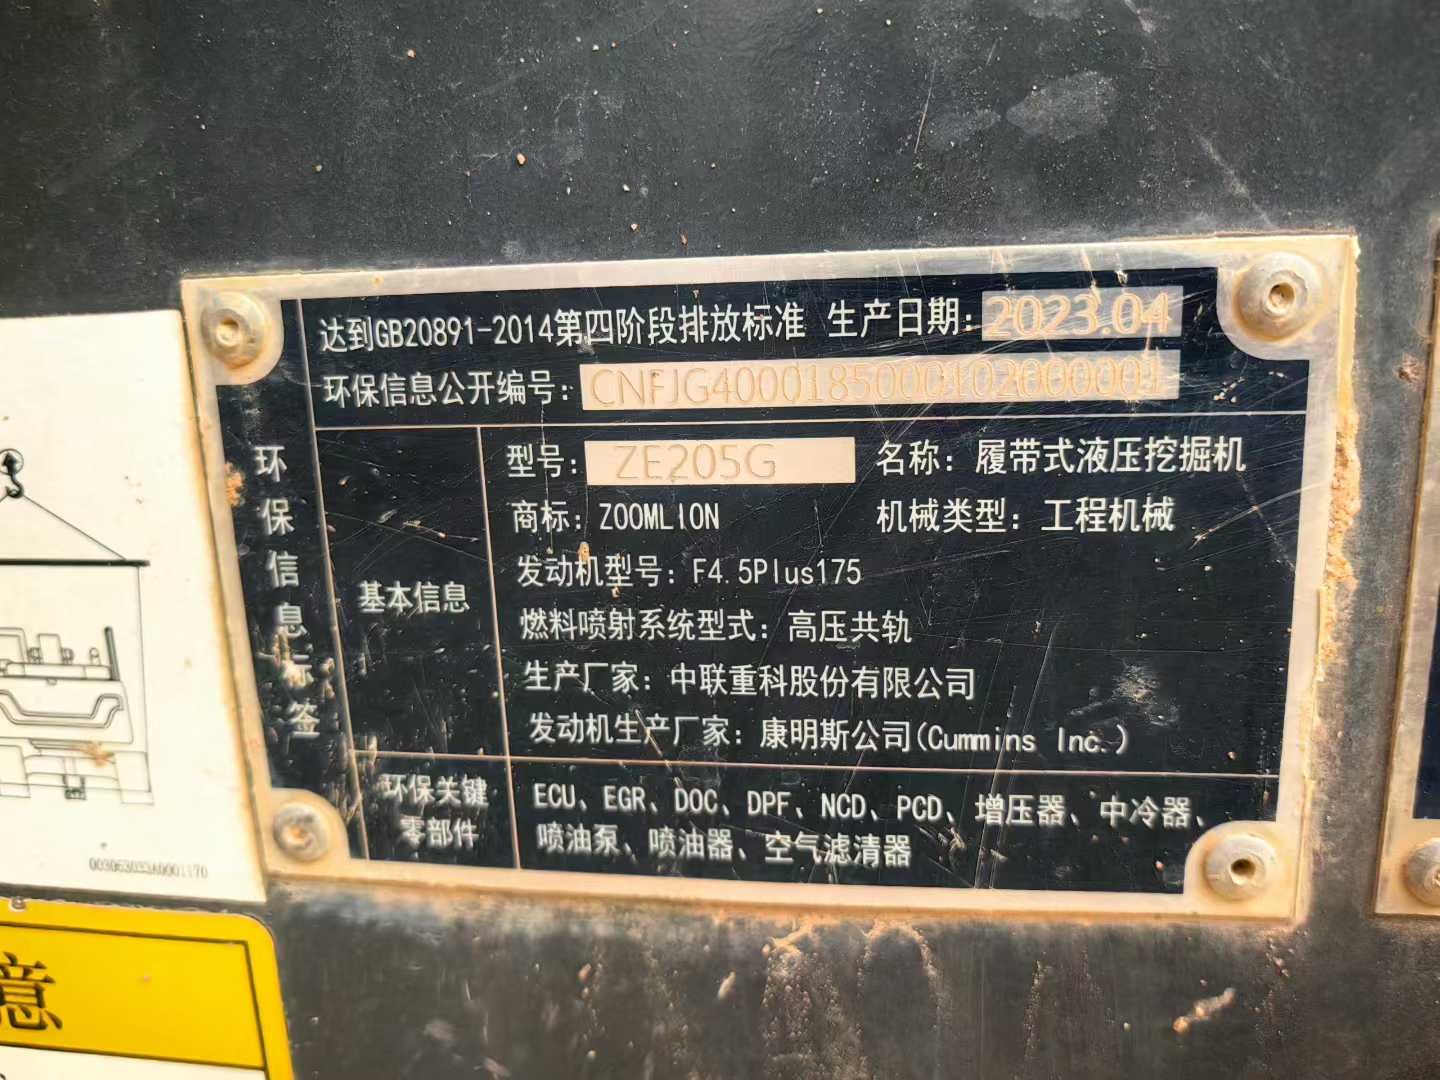 达到GB20891-2014第四阶段排放标准 生产日期: 2023.04
环保信息公开编号: CNFJG4000185000102000001
环保信息标签
基本信息
型号: ZE205G 名称: 履带式液压挖掘机
商标: ZOOMLION 机械类型: 工程机械
发动机型号: F4.5Plus175
燃料喷射系统型式: 高压共轨
生产厂家: 中联重科股份有限公司
发动机生产厂家: 康明斯公司(Cummins Inc.)
环保关键
零部件
ECU、EGR、DOC、DPF、NCD、PCD、增压器、中冷器、
喷油泵、喷油器、空气滤清器
003063033A0001170
意